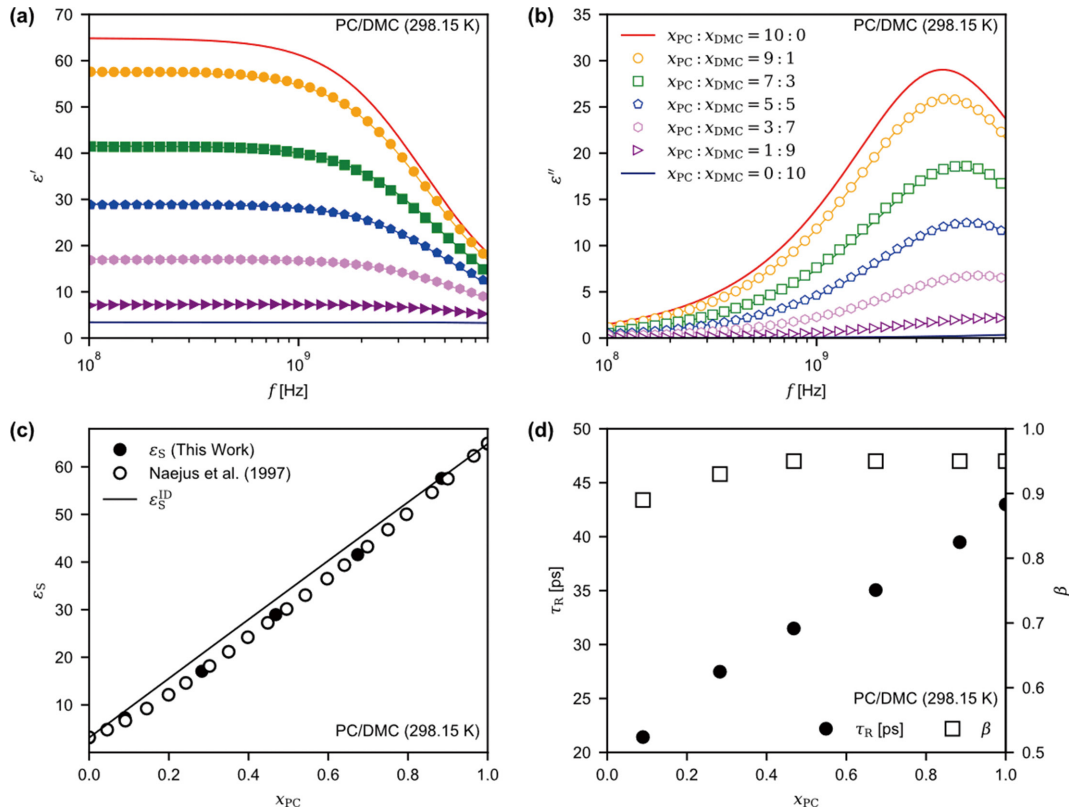 (a)
PC/DMC (298.15 K)
70
60
50
40
30
20
10
0
ε′
10⁸
10⁹
f [Hz]
(b)
PC/DMC (298.15 K)
35
30
25
20
15
10
5
0
ε″
x_PC : x_DMC = 10 : 0
x_PC : x_DMC = 9 : 1
x_PC : x_DMC = 7 : 3
x_PC : x_DMC = 5 : 5
x_PC : x_DMC = 3 : 7
x_PC : x_DMC = 1 : 9
x_PC : x_DMC = 0 : 10
10⁸
10⁹
f [Hz]
(c)
ε_S (This Work)
Naejus et al. (1997)
ε_S^ID
60
50
40
30
20
10
ε_S
PC/DMC (298.15 K)
0.0
0.2
0.4
0.6
0.8
1.0
x_PC
(d)
50
45
40
35
30
25
20
τ_R [ps]
1.0
0.9
0.8
0.7
0.6
0.5
β
PC/DMC (298.15 K)
τ_R [ps]
β
0.0
0.2
0.4
0.6
0.8
1.0
x_PC